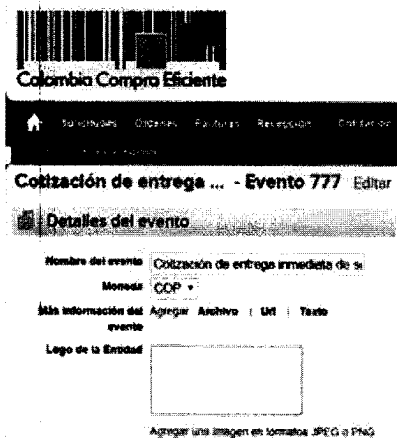 Colombia Compra Eficiente
Solicitudes Órdenes Facturas Recepción Cotización
Cotización de entrega ... - Evento 777 Editar
Detalles del evento
Nombre del evento Cotización de entrega inmediata de su
Moneda COP
Más información del evento Agregar Archivo | Url | Texto
Logo de la Entidad
Agregar una imagen en formatos JPEG o PNG